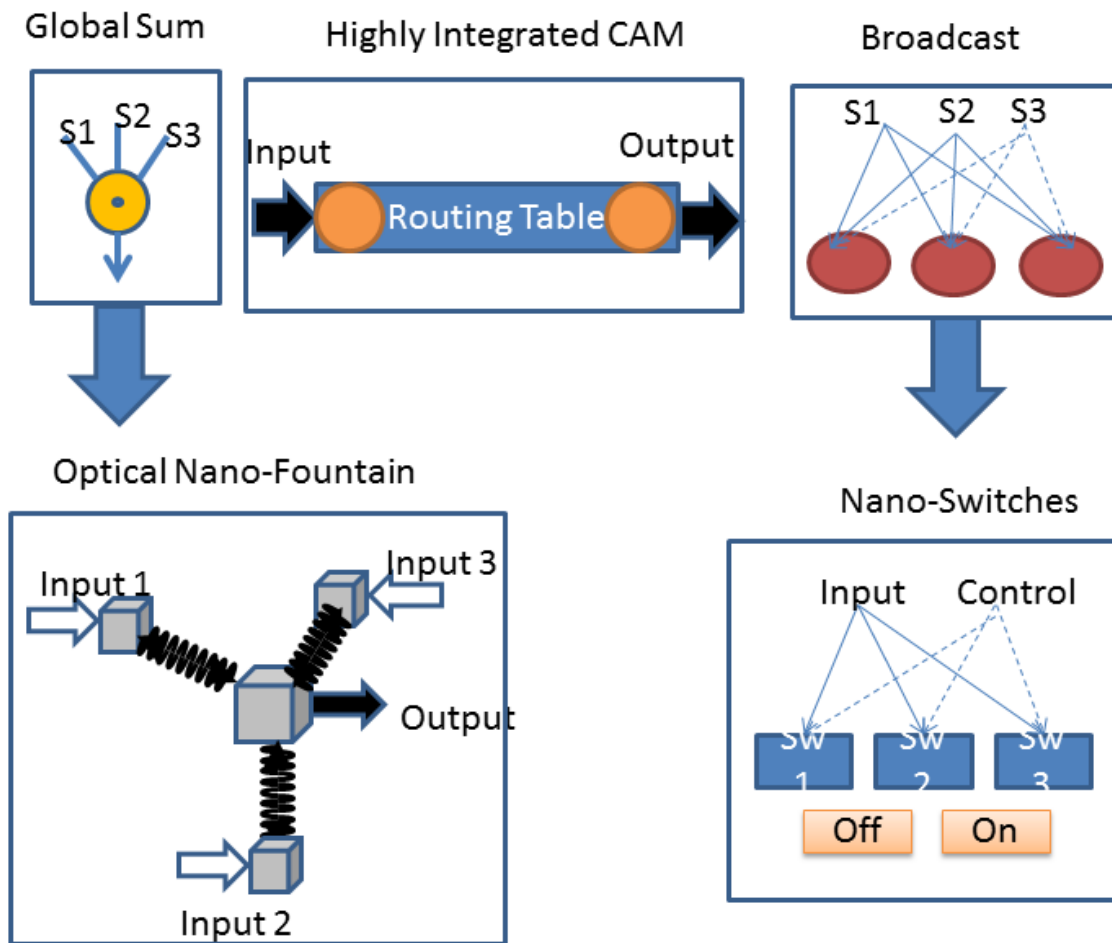 Global Sum
Highly Integrated CAM
Broadcast
S1
S2
S3
Input
Routing Table
Output
S1
S2
S3
Optical Nano-Fountain
Nano-Switches
Input 1
Input 3
Output
Input 2
Input
Control
Sw
1
Sw
2
Sw
3
Off
On